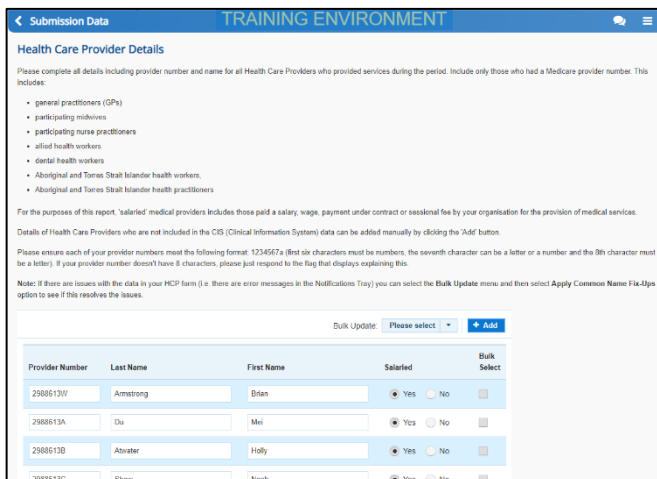 Submission Data
TRAINING ENVIRONMENT
Health Care Provider Details
Please complete all details including provider number and name for all Health Care Providers who provided services during the period. Include only those who had a Medicare provider number. This
includes:
• general practitioners (GPs)
• participating midwives
• participating nurse practitioners
• allied health workers
• dental health workers
• Aboriginal and Torres Strait Islander health workers,
• Aboriginal and Torres Strait Islander health practitioners
For the purposes of this report, 'salaried' medical providers includes those paid a salary, wage, payment under contract or sessional fee by your organisation for the provision of medical services.
Details of Health Care Providers who are not included in the CIS (Clinical Information System) data can be added manually by clicking the 'Add' button.
Please ensure each of your provider numbers meet the following format: 1234567a (first six characters must be numbers, the seventh character can be a letter or a number and the 8th character must
be a letter). If your provider number doesn't have 8 characters, please just respond to the flag that displays explaining this.
Note: If there are issues with the data in your HCP form (i.e. there are error messages in the Notifications Tray) you can select the Bulk Update menu and then select Apply Common Name Fix-Ups
option to see if this resolves the issues.
Bulk Update: Please select + Add
Provider Number Last Name First Name Salaried Bulk Select
2988613W Armstrong Brian Yes No
2988613A Du Mei Yes No
2988613B Atwater Holly Yes No
Yes No